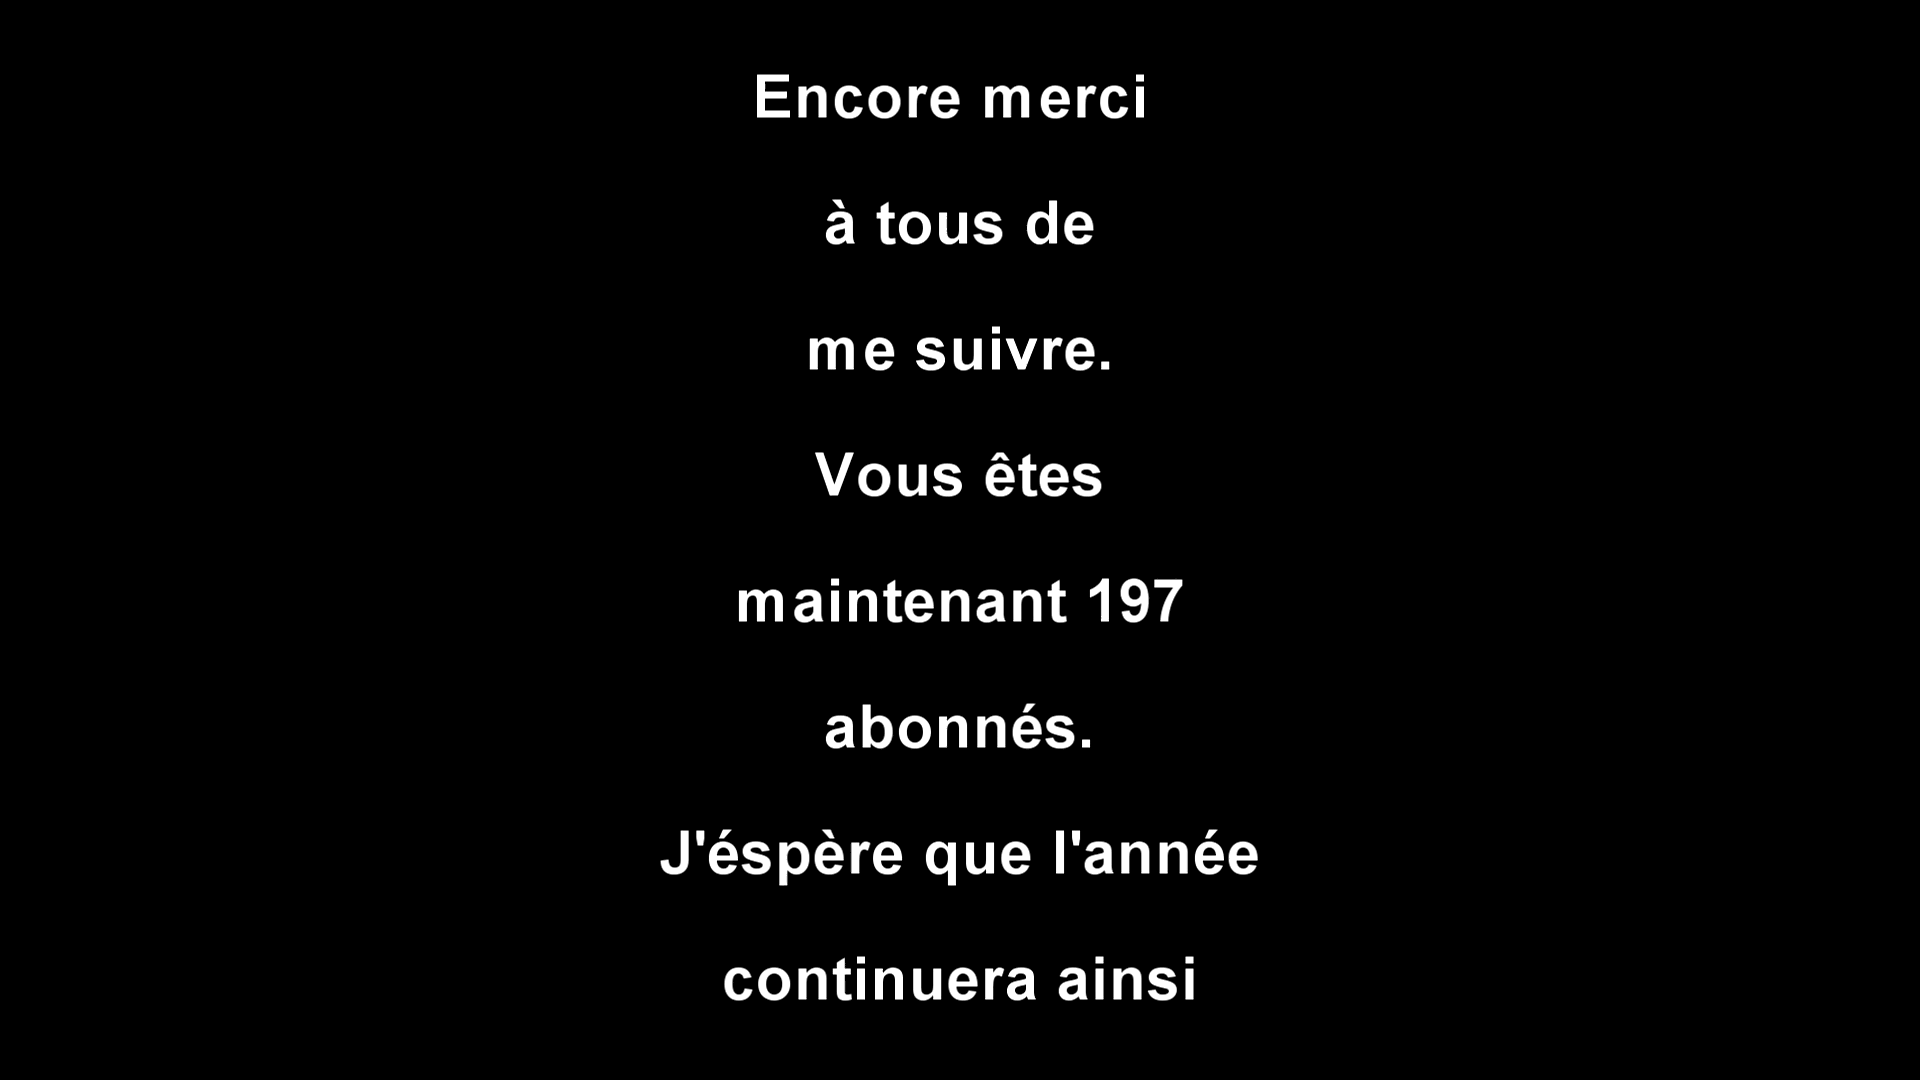 Encore merci
à tous de
me suivre.
Vous êtes
maintenant 197
abonnés.
J'éspère que l'année
continuera ainsi